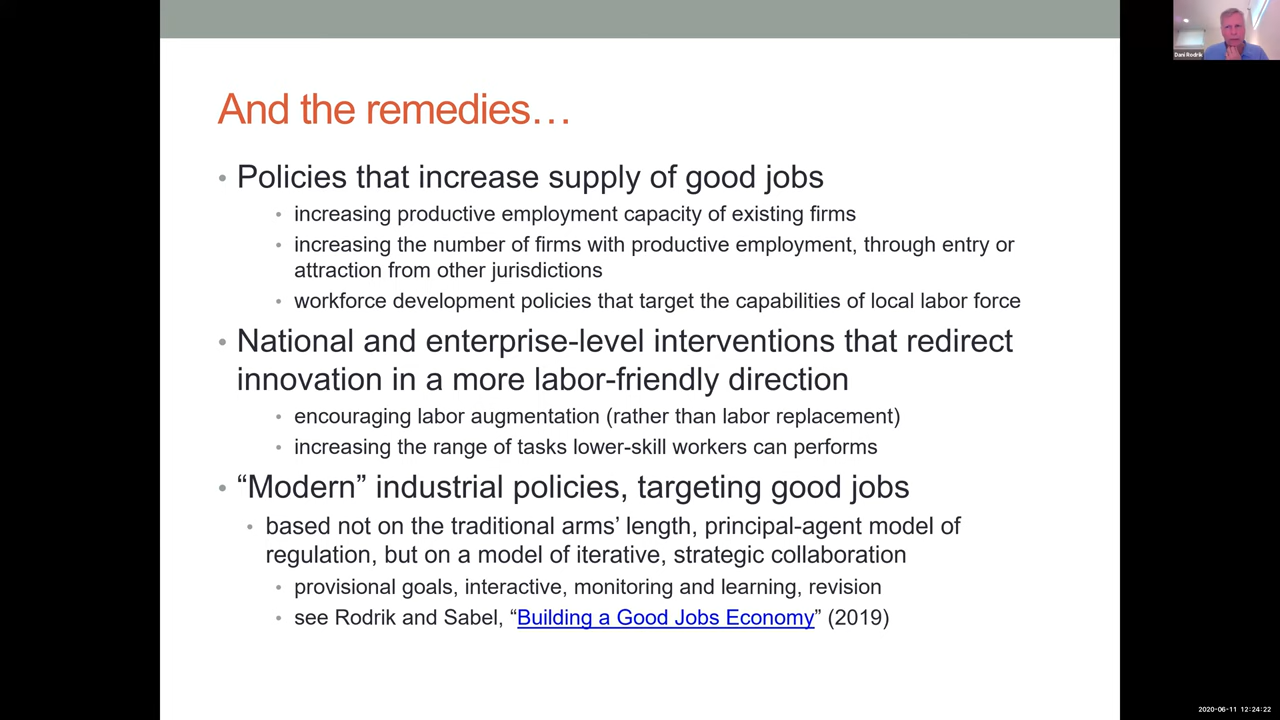 Dani Rodrik
And the remedies…
• Policies that increase supply of good jobs
• increasing productive employment capacity of existing firms
• increasing the number of firms with productive employment, through entry or
attraction from other jurisdictions
• workforce development policies that target the capabilities of local labor force
• National and enterprise-level interventions that redirect
innovation in a more labor-friendly direction
• encouraging labor augmentation (rather than labor replacement)
• increasing the range of tasks lower-skill workers can performs
• “Modern” industrial policies, targeting good jobs
• based not on the traditional arms’ length, principal-agent model of
regulation, but on a model of iterative, strategic collaboration
• provisional goals, interactive, monitoring and learning, revision
• see Rodrik and Sabel, “Building a Good Jobs Economy” (2019)
2020-06-11 12:24:22